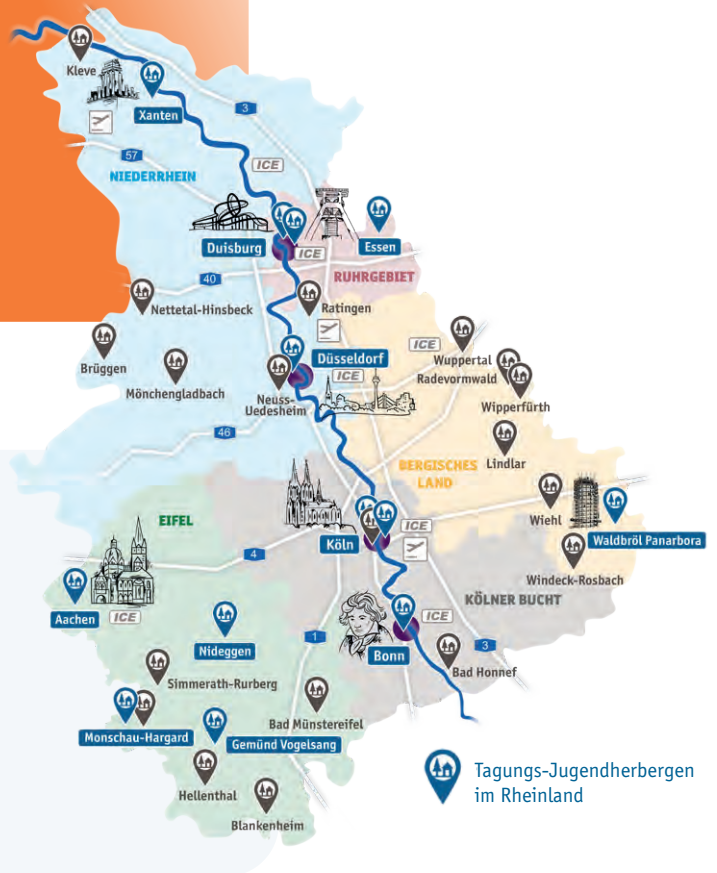 Kleve
Xanten
3
57
ICE
NIEDERRHEIN
Duisburg
ICE
Essen
RUHRGEBIET
40
Nettetal-Hinsbeck
Ratingen
Brüggen
Mönchengladbach
Düsseldorf
ICE
ICE
Wuppertal
Radevormwald
Wipperfürth
Neuss-
Uedesheim
46
BERGISCHES
LAND
Lindlar
EIFEL
Köln
ICE
Wiehl
Waldbröl Panarbora
4
Windeck-Rosbach
Aachen
ICE
KÖLNER BUCHT
Nideggen
1
Bonn
ICE
3
Bad Honnef
Simmerath-Rurberg
Monschau-Hargard
Bad Münstereifel
Gemünd Vogelsang
Hellenthal
Blankenheim
Tagungs-Jugendherbergen
im Rheinland